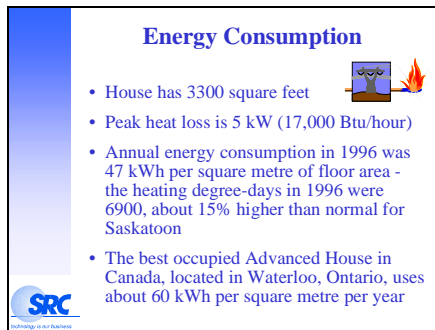 Energy Consumption
• House has 3300 square feet
• Peak heat loss is 5 kW (17,000 Btu/hour)
• Annual energy consumption in 1996 was
47 kWh per square metre of floor area -
the heating degree-days in 1996 were
6900, about 15% higher than normal for
Saskatoon
• The best occupied Advanced House in
Canada, located in Waterloo, Ontario, uses
about 60 kWh per square metre per year
SRC
technology is our business